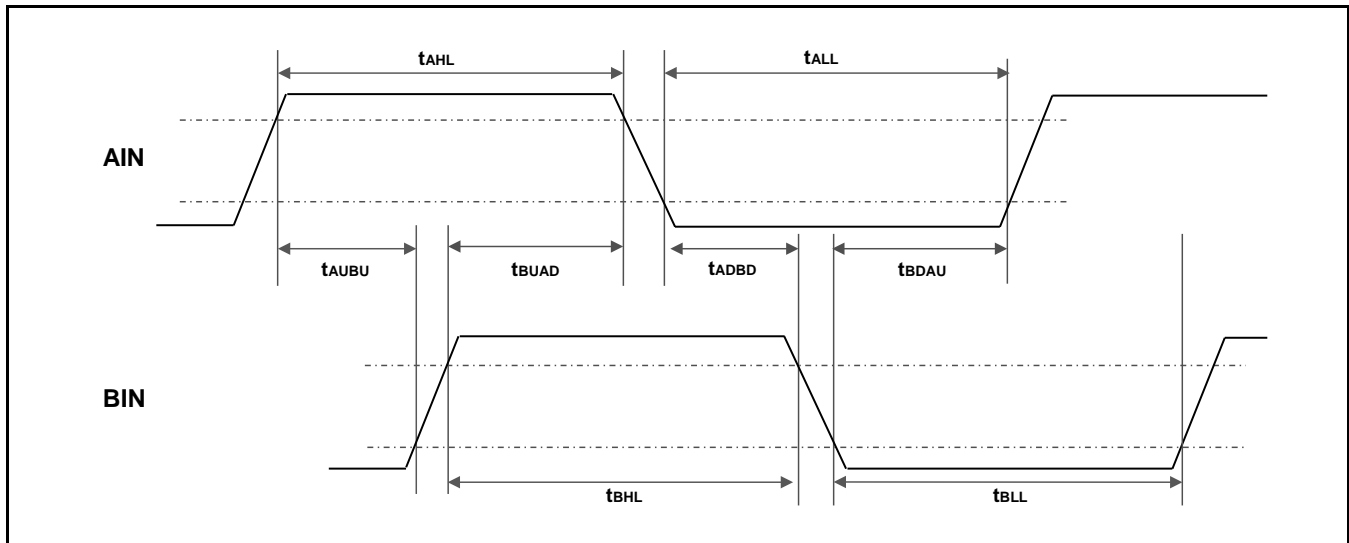 tAHL
tALL
AIN
tAUBU
tBUAD
tADBD
tBDAU
BIN
tBHL
tBLL